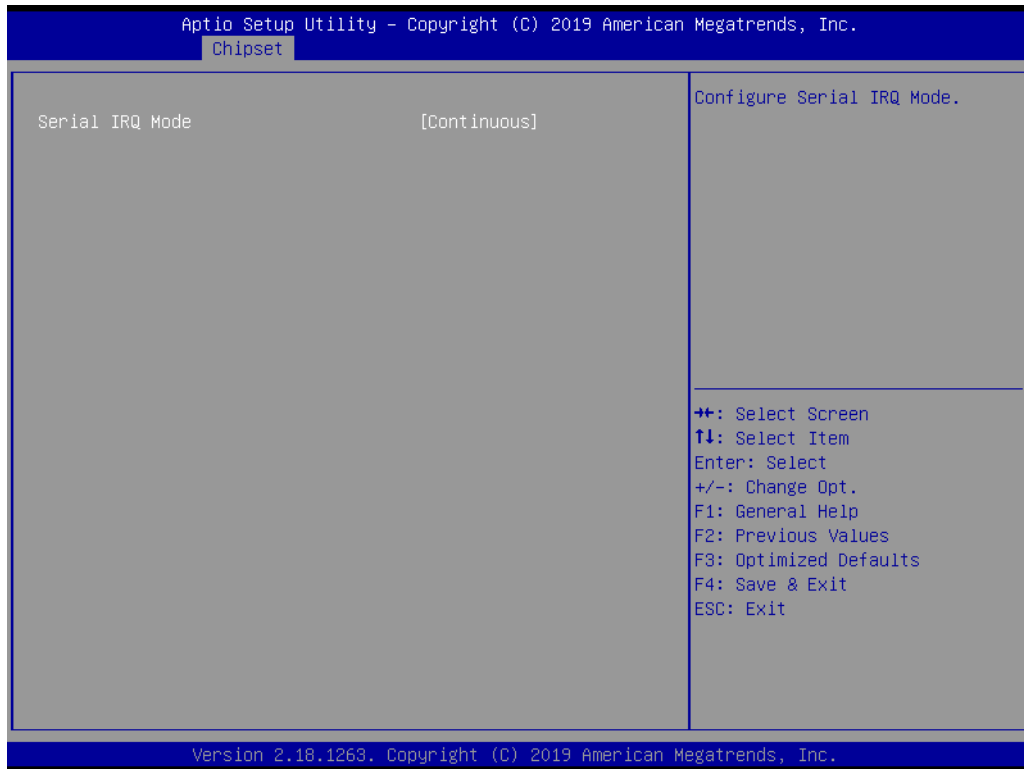 Aptio Setup Utility – Copyright (C) 2019 American Megatrends, Inc.
Chipset
Serial IRQ Mode [Continuous]
Configure Serial IRQ Mode.
→←: Select Screen
↑↓: Select Item
Enter: Select
+/-: Change Opt.
F1: General Help
F2: Previous Values
F3: Optimized Defaults
F4: Save & Exit
ESC: Exit
Version 2.18.1263. Copyright (C) 2019 American Megatrends, Inc.